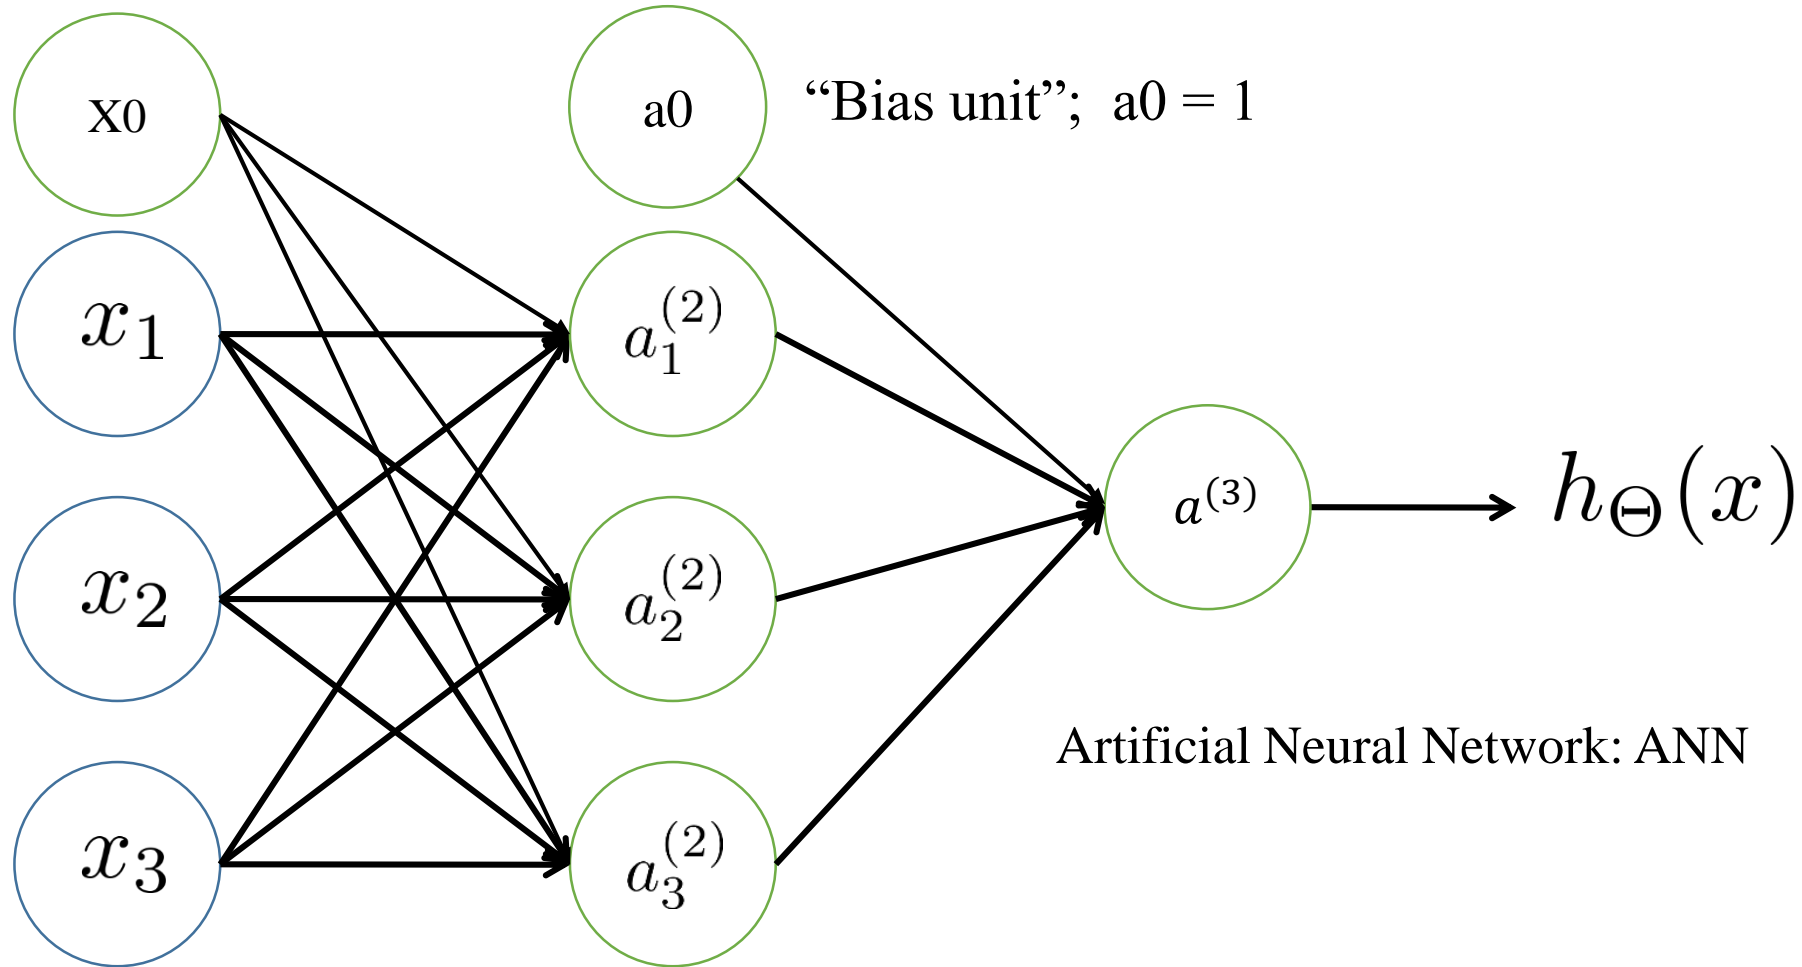 X0
a0
“Bias unit”; a0 = 1
x₁
a₁⁽²⁾
x₂
a₂⁽²⁾
x₃
a₃⁽²⁾
a⁽³⁾
h_Θ(x)
Artificial Neural Network: ANN